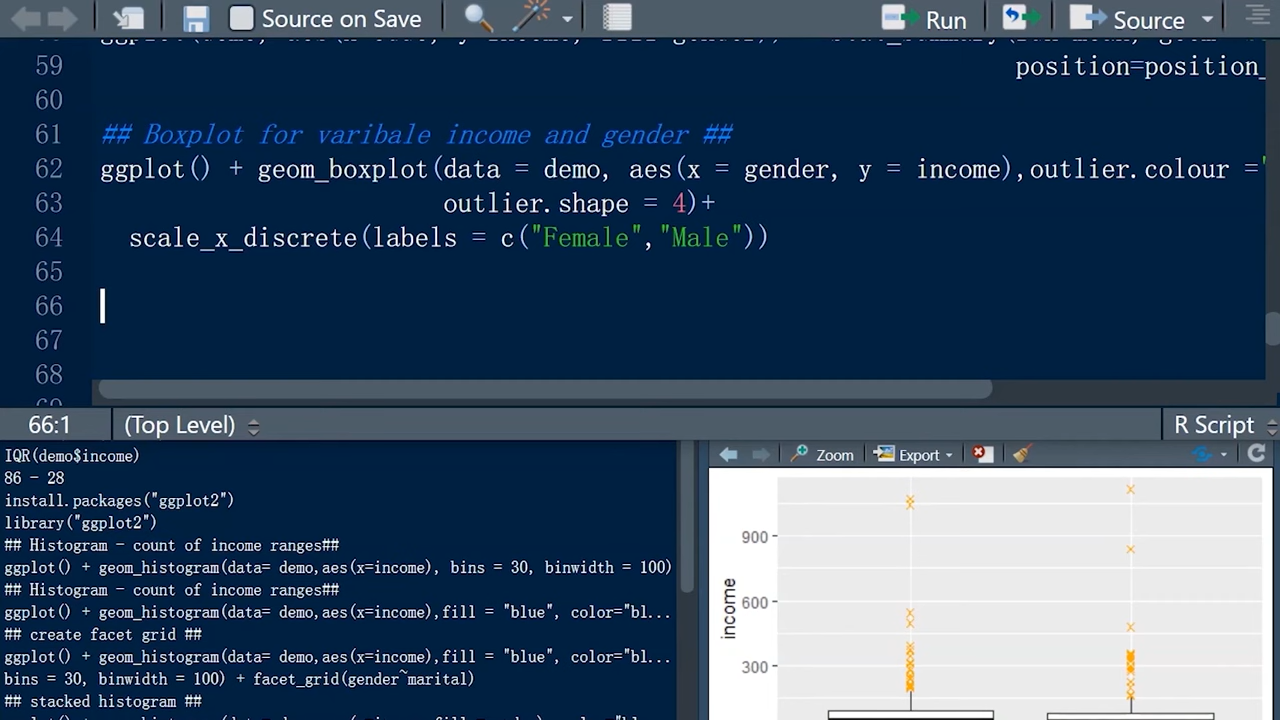 Source on Save Run Source
59 position=position_
60
61 ## Boxplot for varibale income and gender ##
62 ggplot() + geom_boxplot(data = demo, aes(x = gender, y = income),outlier.colour ="
63 outlier.shape = 4)+
64 scale_x_discrete(labels = c("Female","Male"))
65
66
67
68
66:1 (Top Level) R Script
IQR(demo$income)
86 - 28
install.packages("ggplot2")
library("ggplot2")
## Histogram - count of income ranges##
ggplot() + geom_histogram(data= demo,aes(x=income), bins = 30, binwidth = 100)
## Histogram - count of income ranges##
ggplot() + geom_histogram(data= demo,aes(x=income),fill = "blue", color="bl...
## create facet grid ##
ggplot() + geom_histogram(data= demo,aes(x=income),fill = "blue", color="bl...
bins = 30, binwidth = 100) + facet_grid(gender~marital)
## stacked histogram ##
Zoom Export
900
600
300
income